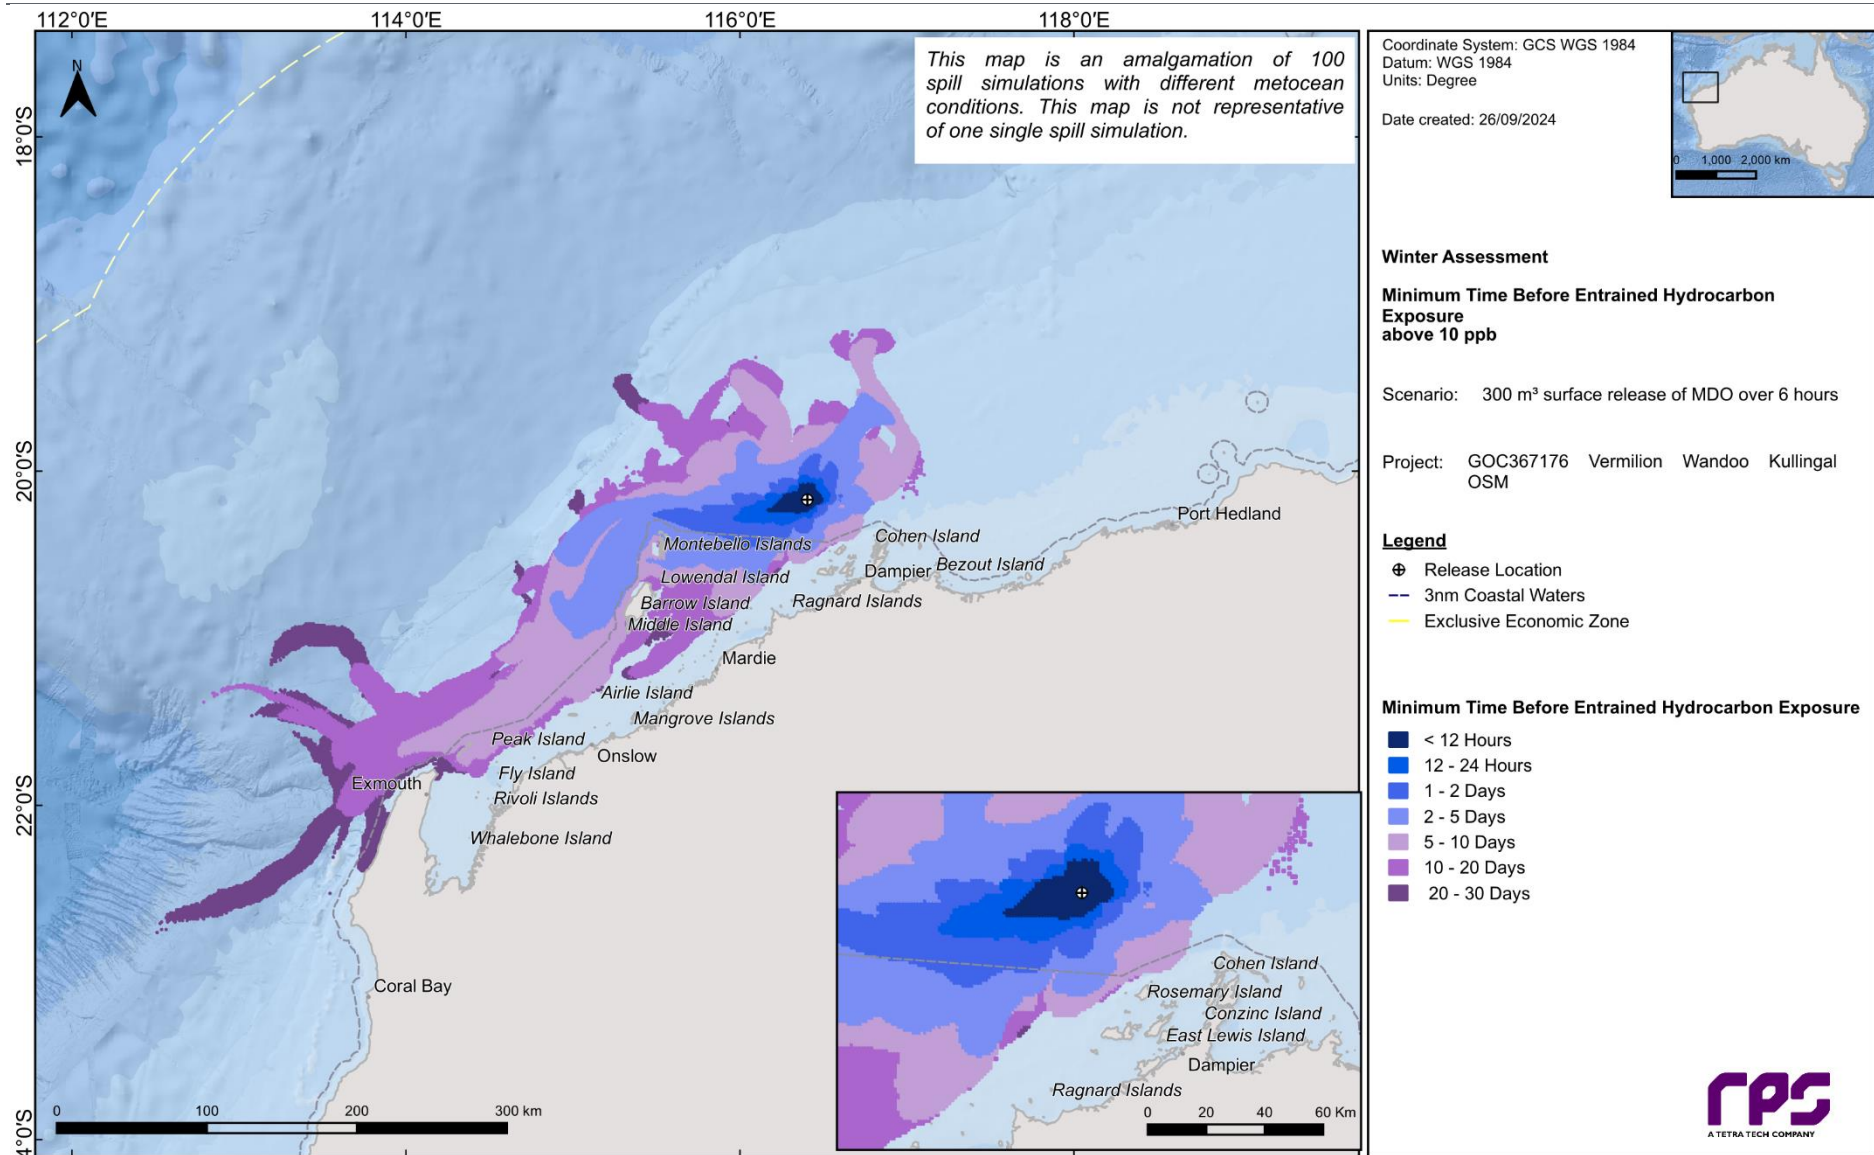 112°0'E
114°0'E
116°0'E
118°0'E
18°0'S
20°0'S
22°0'S
4°0'S
N
This map is an amalgamation of 100
spill simulations with different metocean
conditions. This map is not representative
of one single spill simulation.
Montebello Islands
Cohen Island
Port Hedland
Lowendal Island
Dampier
Bezout Island
Barrow Island
Ragnard Islands
Middle Island
Mardie
Airlie Island
Mangrove Islands
Peak Island
Onslow
Fly Island
Exmouth
Rivoli Islands
Whalebone Island
Coral Bay
0 100 200 300 km
Cohen Island
Rosemary Island
Conzinc Island
East Lewis Island
Dampier
Ragnard Islands
0 20 40 60 Km
Coordinate System: GCS WGS 1984
Datum: WGS 1984
Units: Degree
Date created: 26/09/2024
0 1,000 2,000 km
Winter Assessment
Minimum Time Before Entrained Hydrocarbon
Exposure
above 10 ppb
Scenario: 300 m³ surface release of MDO over 6 hours
Project: GOC367176 Vermilion Wandoo Kullingal
OSM
Legend
Release Location
3nm Coastal Waters
Exclusive Economic Zone
Minimum Time Before Entrained Hydrocarbon Exposure
< 12 Hours
12 - 24 Hours
1 - 2 Days
2 - 5 Days
5 - 10 Days
10 - 20 Days
20 - 30 Days
rps
A TETRA TECH COMPANY